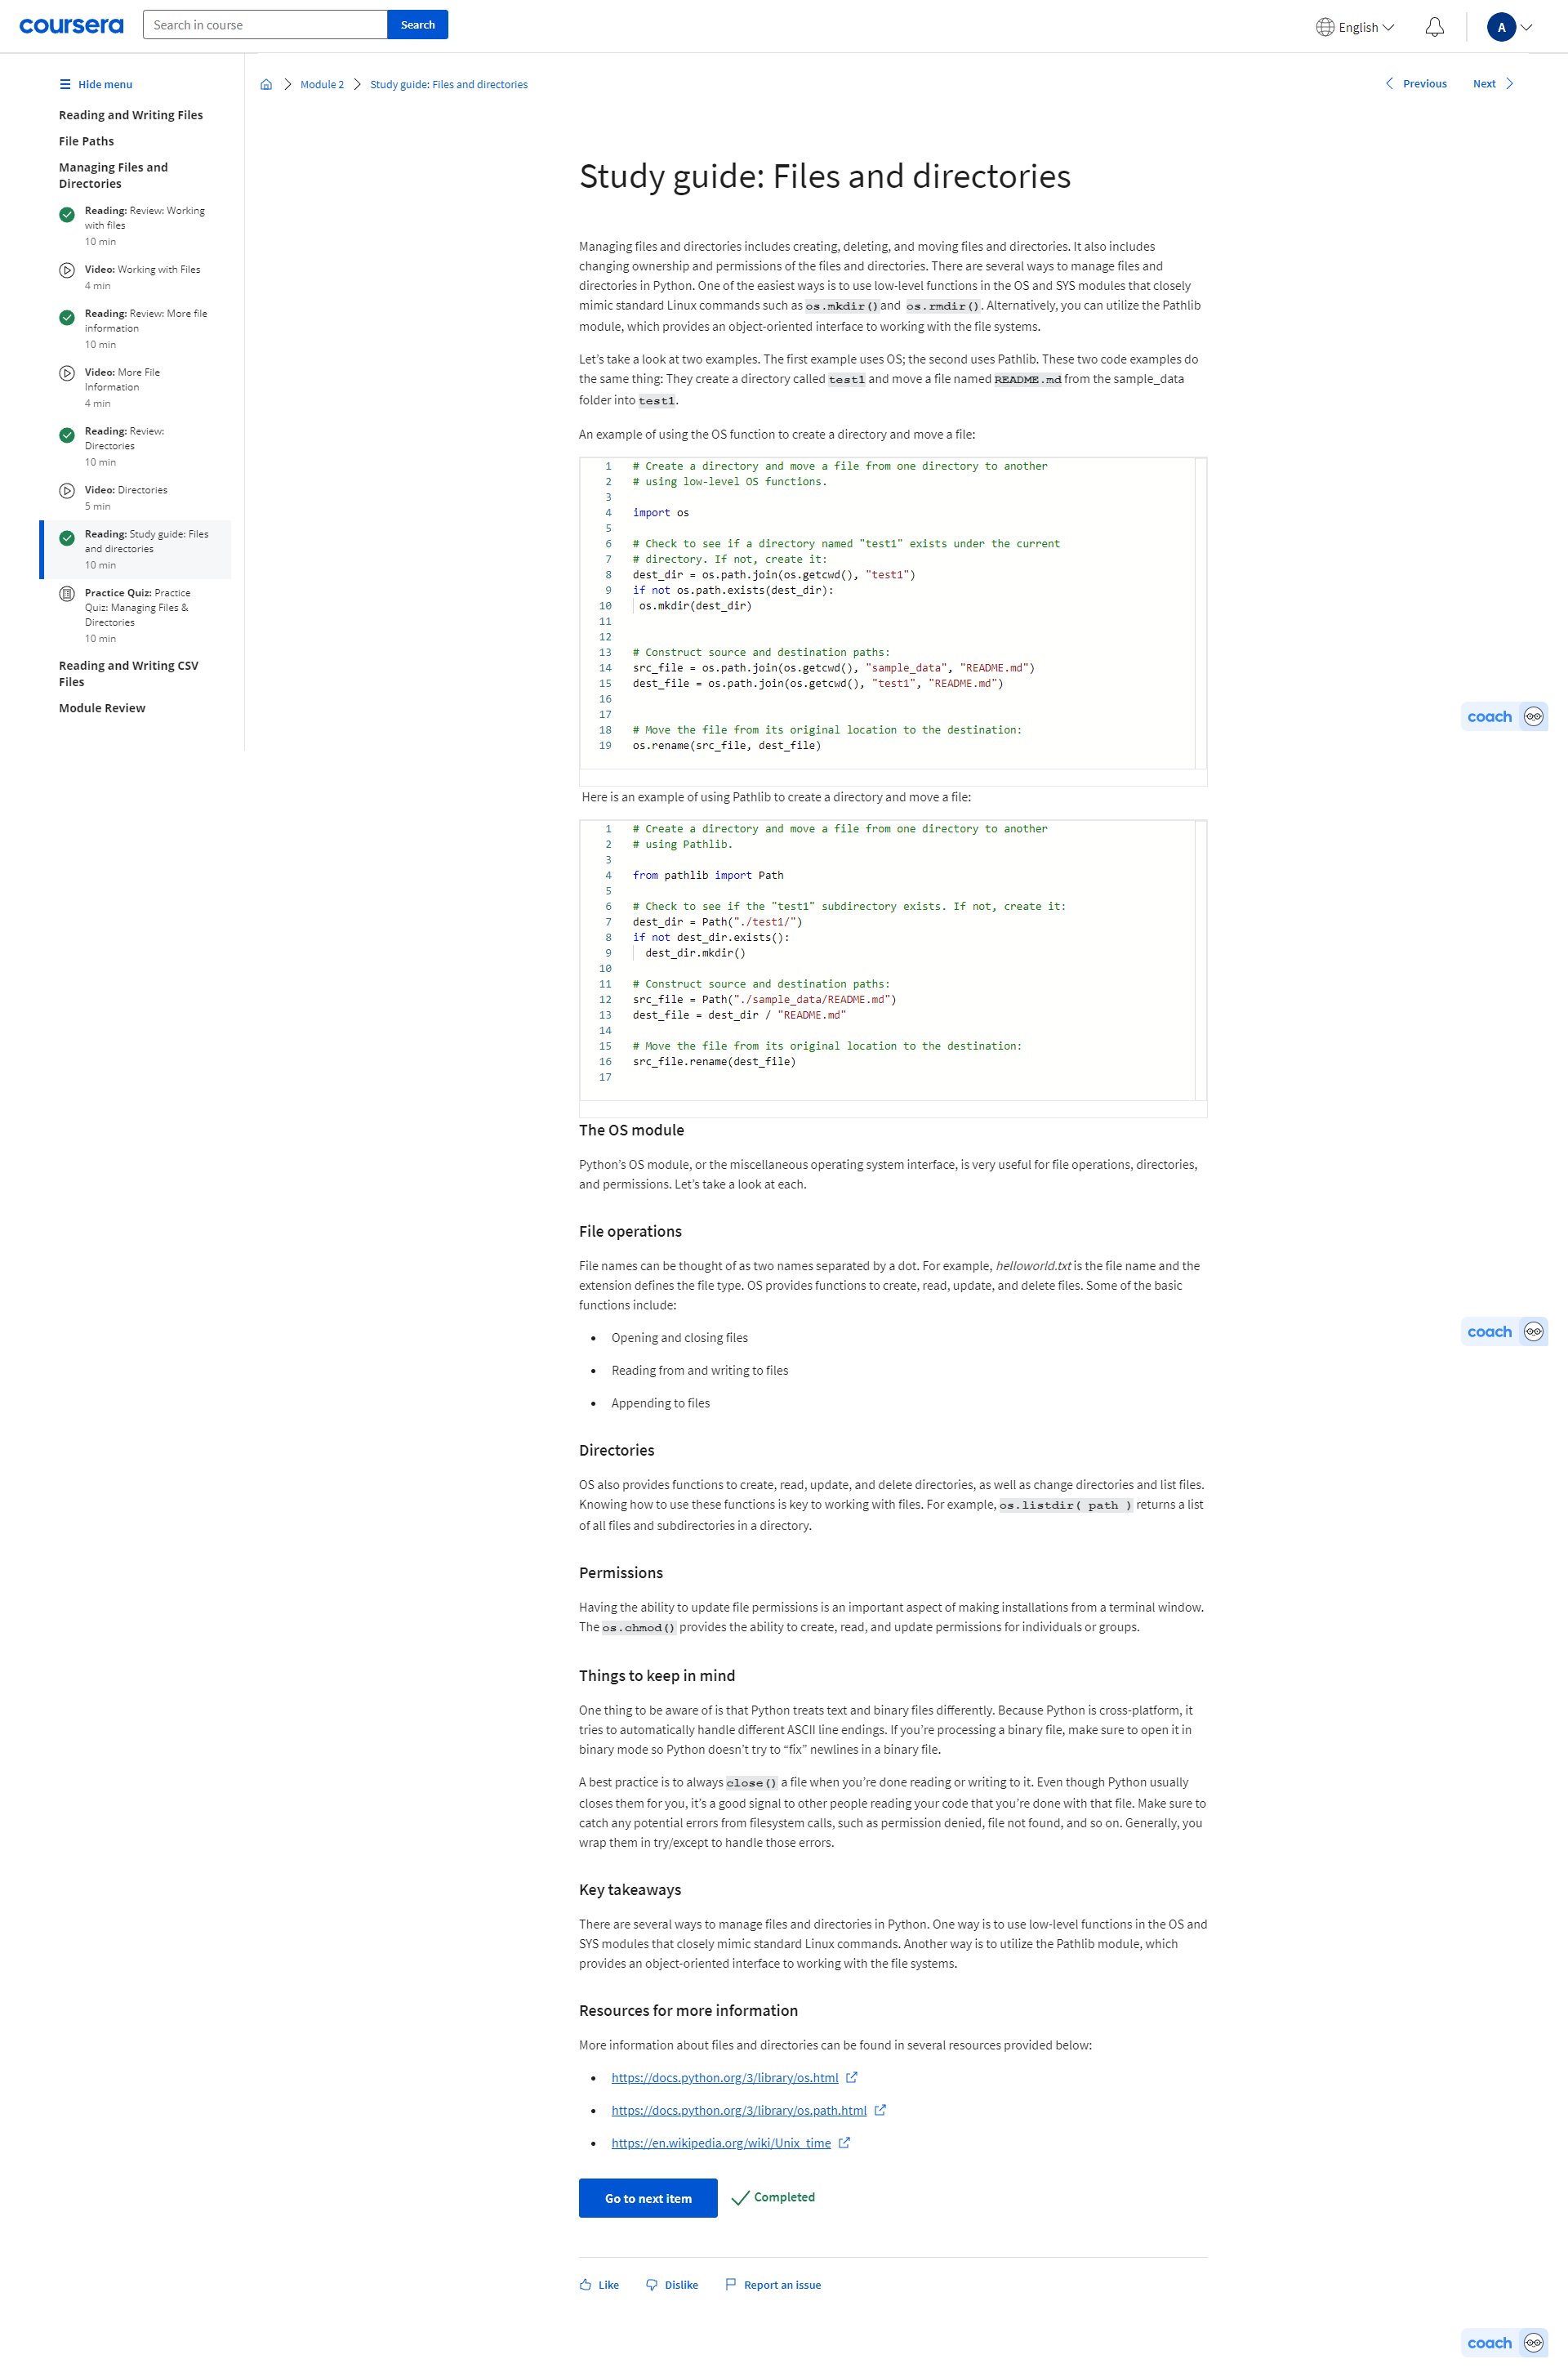 coursera
Search in course
Search
English
A
Hide menu
Reading and Writing Files
File Paths
Managing Files and
Directories
Reading: Review: Working
with files
10 min
Video: Working with Files
4 min
Reading: Review: More file
information
10 min
Video: More File
Information
4 min
Reading: Review:
Directories
10 min
Video: Directories
5 min
Reading: Study guide: Files
and directories
10 min
Practice Quiz: Practice
Quiz: Managing Files &
Directories
10 min
Reading and Writing CSV
Files
Module Review
Module 2
Study guide: Files and directories
Previous
Next
Study guide: Files and directories
Managing files and directories includes creating, deleting, and moving files and directories. It also includes
changing ownership and permissions of the files and directories. There are several ways to manage files and
directories in Python. One of the easiest ways is to use low-level functions in the OS and SYS modules that closely
mimic standard Linux commands such as os.mkdir() and os.rmdir(). Alternatively, you can utilize the Pathlib
module, which provides an object-oriented interface to working with the file systems.
Let’s take a look at two examples. The first example uses OS; the second uses Pathlib. These two code examples do
the same thing: They create a directory called test1 and move a file named README.md from the sample_data
folder into test1.
An example of using the OS function to create a directory and move a file:
1 # Create a directory and move a file from one directory to another
2 # using low-level OS functions.
3
4 import os
5
6 # Check to see if a directory named "test1" exists under the current
7 # directory. If not, create it:
8 dest_dir = os.path.join(os.getcwd(), "test1")
9 if not os.path.exists(dest_dir):
10  os.mkdir(dest_dir)
11
12
13 # Construct source and destination paths:
14 src_file = os.path.join(os.getcwd(), "sample_data", "README.md")
15 dest_file = os.path.join(os.getcwd(), "test1", "README.md")
16
17
18 # Move the file from its original location to the destination:
19 os.rename(src_file, dest_file)
Here is an example of using Pathlib to create a directory and move a file:
1 # Create a directory and move a file from one directory to another
2 # using Pathlib.
3
4 from pathlib import Path
5
6 # Check to see if the "test1" subdirectory exists. If not, create it:
7 dest_dir = Path("./test1/")
8 if not dest_dir.exists():
9   dest_dir.mkdir()
10
11 # Construct source and destination paths:
12 src_file = Path("./sample_data/README.md")
13 dest_file = dest_dir / "README.md"
14
15 # Move the file from its original location to the destination:
16 src_file.rename(dest_file)
17
The OS module
Python’s OS module, or the miscellaneous operating system interface, is very useful for file operations, directories,
and permissions. Let’s take a look at each.
File operations
File names can be thought of as two names separated by a dot. For example, helloworld.txt is the file name and the
extension defines the file type. OS provides functions to create, read, update, and delete files. Some of the basic
functions include:
• Opening and closing files
• Reading from and writing to files
• Appending to files
Directories
OS also provides functions to create, read, update, and delete directories, as well as change directories and list files.
Knowing how to use these functions is key to working with files. For example, os.listdir( path ) returns a list
of all files and subdirectories in a directory.
Permissions
Having the ability to update file permissions is an important aspect of making installations from a terminal window.
The os.chmod() provides the ability to create, read, and update permissions for individuals or groups.
Things to keep in mind
One thing to be aware of is that Python treats text and binary files differently. Because Python is cross-platform, it
tries to automatically handle different ASCII line endings. If you’re processing a binary file, make sure to open it in
binary mode so Python doesn’t try to “fix” newlines in a binary file.
A best practice is to always close() a file when you’re done reading or writing to it. Even though Python usually
closes them for you, it’s a good signal to other people reading your code that you’re done with that file. Make sure to
catch any potential errors from filesystem calls, such as permission denied, file not found, and so on. Generally, you
wrap them in try/except to handle those errors.
Key takeaways
There are several ways to manage files and directories in Python. One way is to use low-level functions in the OS and
SYS modules that closely mimic standard Linux commands. Another way is to utilize the Pathlib module, which
provides an object-oriented interface to working with the file systems.
Resources for more information
More information about files and directories can be found in several resources provided below:
• https://docs.python.org/3/library/os.html
• https://docs.python.org/3/library/os.path.html
• https://en.wikipedia.org/wiki/Unix_time
Go to next item
Completed
Like
Dislike
Report an issue
coach
coach
coach